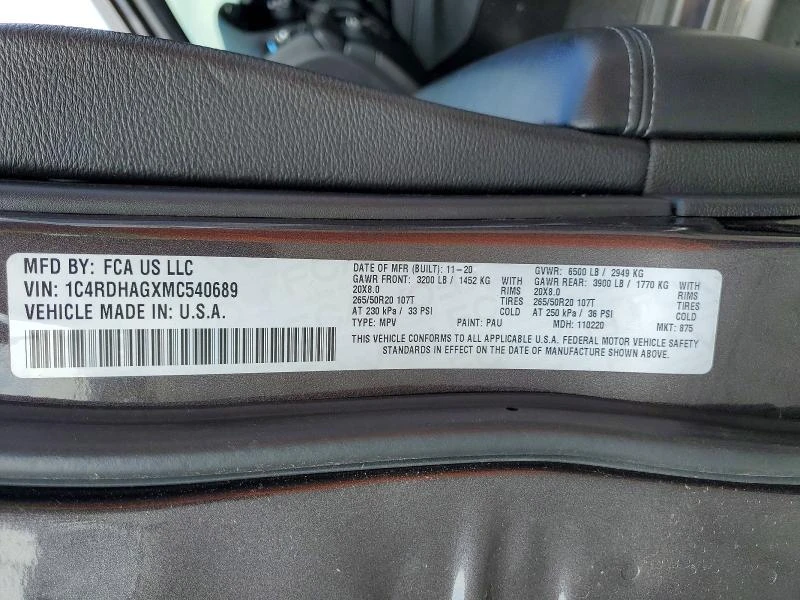 MFD BY: FCA US LLC
VIN: 1C4RDHAGXMC540689
VEHICLE MADE IN: U.S.A.
DATE OF MFR (BUILT): 11-20 GVWR: 6500 LB / 2949 KG
GAWR FRONT: 3200 LB / 1452 KG WITH GAWR REAR: 3900 LB / 1770 KG WITH
20X8.0 RIMS 20X8.0 RIMS
265/50R20 107T TIRES 265/50R20 107T TIRES
AT 230 kPa / 33 PSI COLD AT 250 kPa / 36 PSI COLD
TYPE: MPV PAINT: PAU MDH: 110220 MKT: 875
THIS VEHICLE CONFORMS TO ALL APPLICABLE U.S.A. FEDERAL MOTOR VEHICLE SAFETY
STANDARDS IN EFFECT ON THE DATE OF MANUFACTURE SHOWN ABOVE.